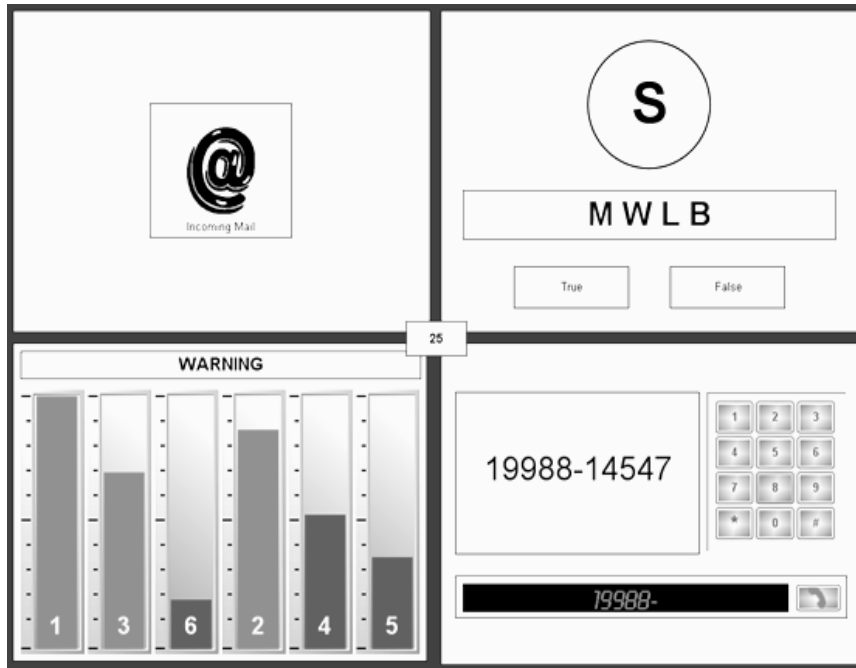 @
Incoming Mail
S
M W L B
True
False
25
WARNING
1
3
6
2
4
5
19988-14547
1 2 3
4 5 6
7 8 9
* 0 #
19988-